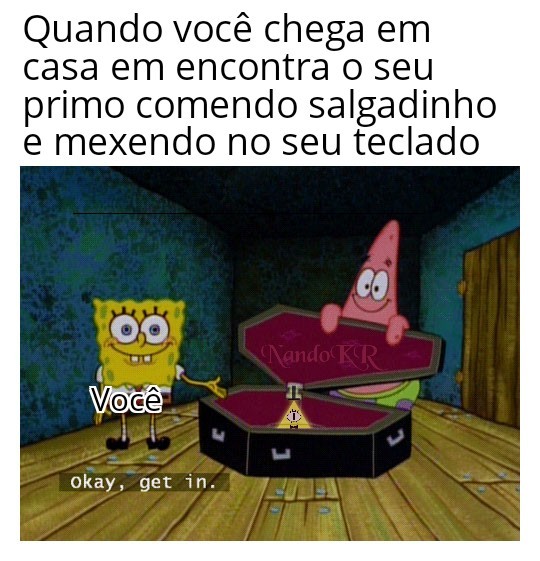 Quando você chega em
casa em encontra o seu
primo comendo salgadinho
e mexendo no seu teclado
NandoKR
Você
Okay, get in.